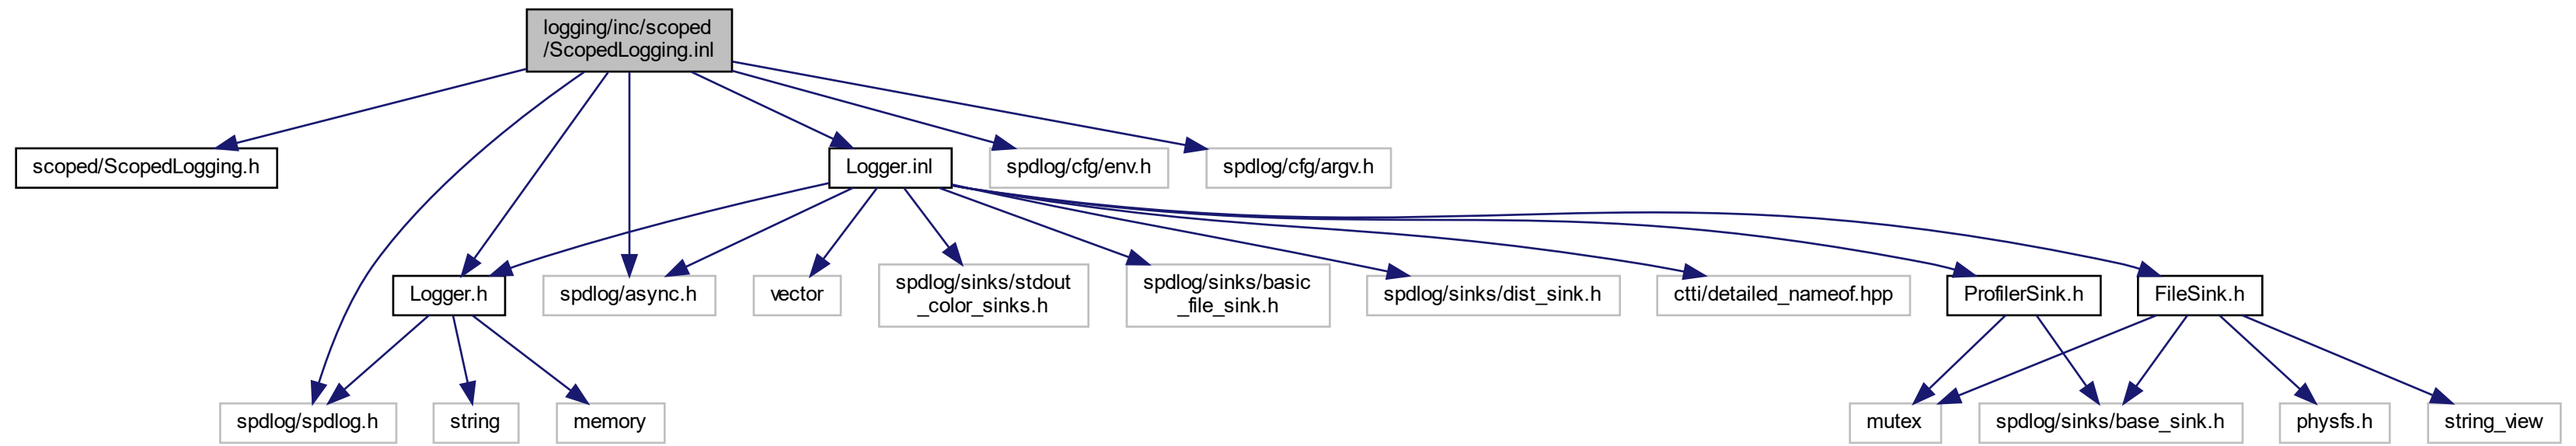 logging/inc/scoped
/ScopedLogging.inl
scoped/ScopedLogging.h
Logger.inl
spdlog/cfg/env.h
spdlog/cfg/argv.h
Logger.h
spdlog/async.h
vector
spdlog/sinks/stdout
_color_sinks.h
spdlog/sinks/basic
_file_sink.h
spdlog/sinks/dist_sink.h
ctti/detailed_nameof.hpp
ProfilerSink.h
FileSink.h
spdlog/spdlog.h
string
memory
mutex
spdlog/sinks/base_sink.h
physfs.h
string_view